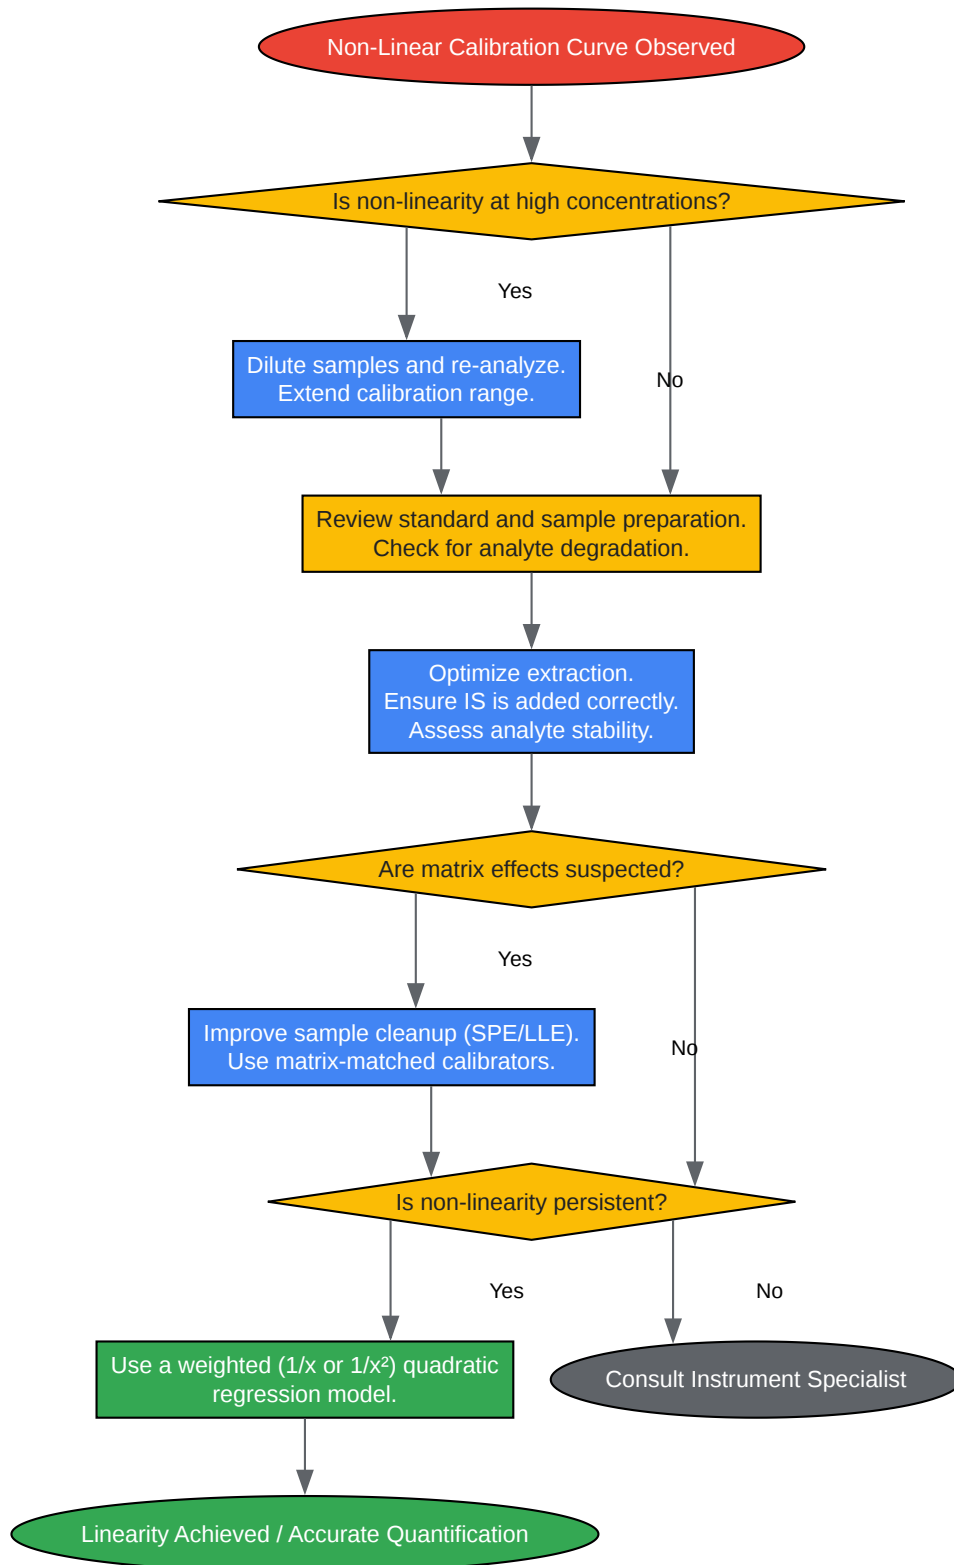 Non-Linear Calibration Curve Observed
Is non-linearity at high concentrations?
Yes
Dilute samples and re-analyze.
Extend calibration range.
No
Review standard and sample preparation.
Check for analyte degradation.
Optimize extraction.
Ensure IS is added correctly.
Assess analyte stability.
Are matrix effects suspected?
Yes
Improve sample cleanup (SPE/LLE).
Use matrix-matched calibrators.
No
Is non-linearity persistent?
Yes
No
Use a weighted (1/x or 1/x²) quadratic
regression model.
Consult Instrument Specialist
Linearity Achieved / Accurate Quantification